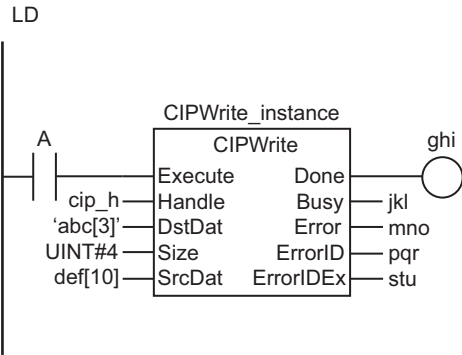 LD
CIPWrite_instance
A
CIPWrite
ghi
Execute
Done
cip_h
Handle
Busy
jkl
‘abc[3]’
DstDat
Error
mno
UINT#4
Size
ErrorID
pqr
def[10]
SrcDat
ErrorIDEx
stu